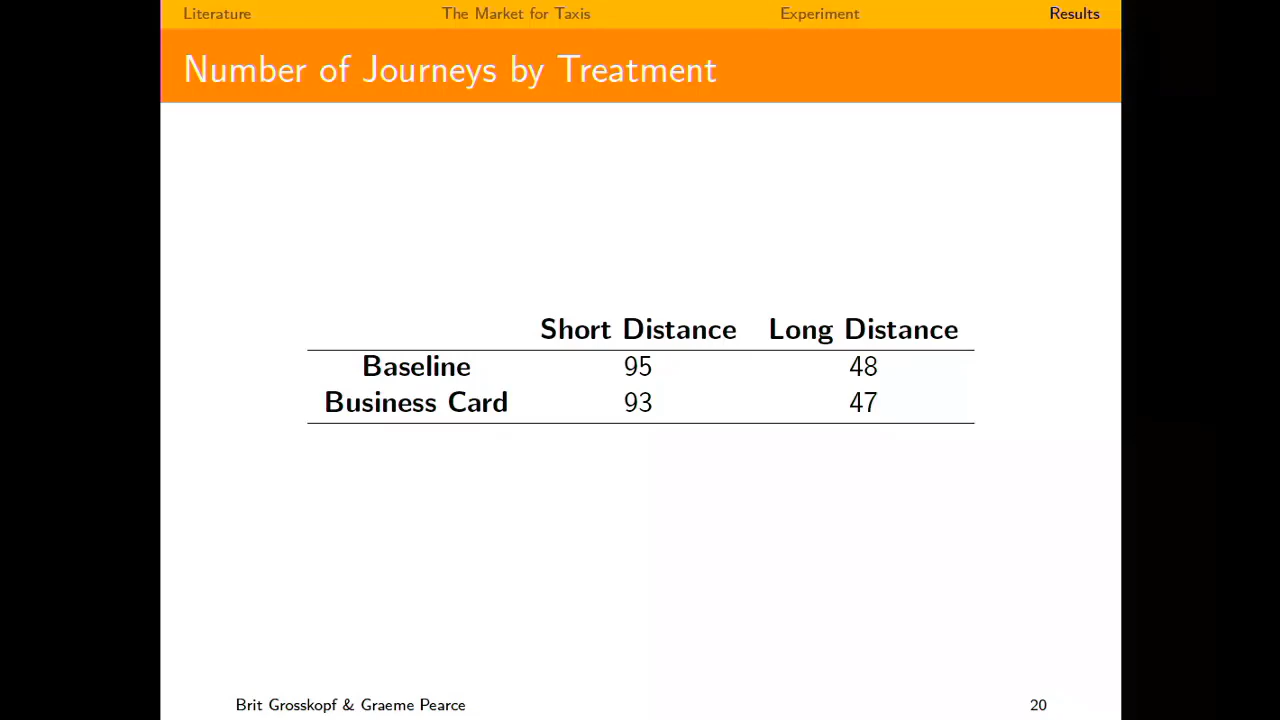 Literature The Market for Taxis Experiment Results
Number of Journeys by Treatment
Short Distance Long Distance
Baseline 95 48
Business Card 93 47
Brit Grosskopf & Graeme Pearce 20